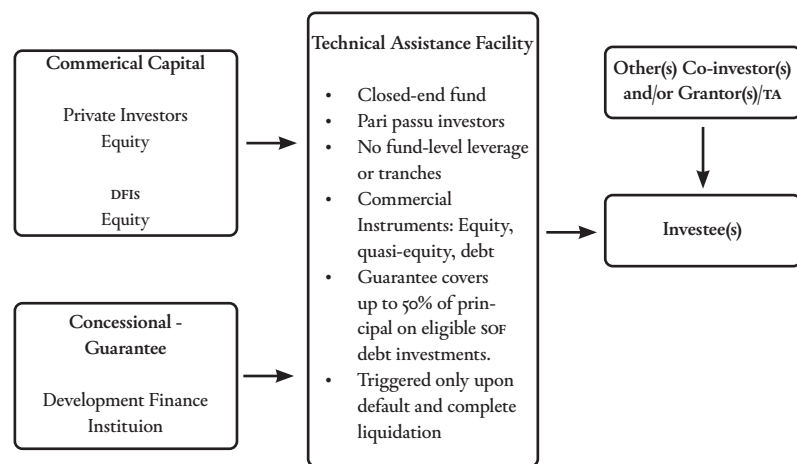 Commerical Capital
Private Investors
Equity
DFIS
Equity
Concessional -
Guarantee
Development Finance
Instituion
Technical Assistance Facility
• Closed-end fund
• Pari passu investors
• No fund-level leverage
or tranches
• Commercial
Instruments: Equity,
quasi-equity, debt
• Guarantee covers
up to 50% of prin-
cipal on eligible SOF
debt investments.
• Triggered only upon
default and complete
liquidation
Other(s) Co-investor(s)
and/or Grantor(s)/TA
Investee(s)